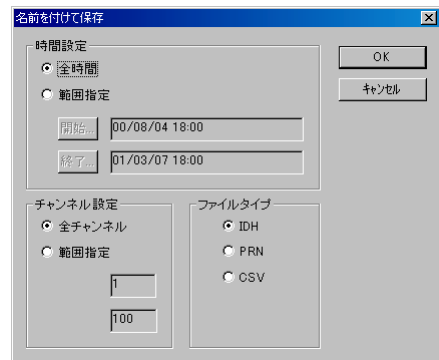 名前を付けて保存
時間設定
全時間
範囲指定
開始... 00/08/04 18:00
終了... 01/03/07 18:00
OK
キャンセル
チャンネル設定
全チャンネル
範囲指定
1
100
ファイルタイプ
IDH
PRN
CSV